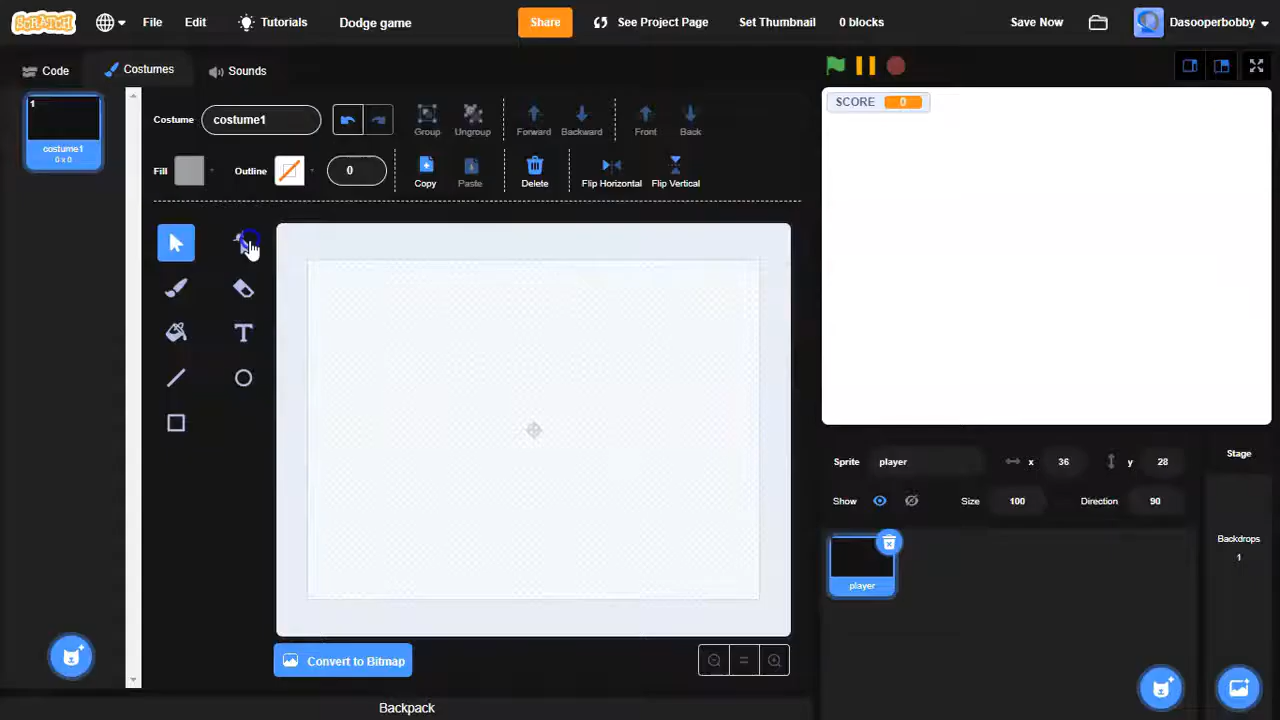 SCRATCH File Edit Tutorials Dodge game Share See Project Page Set Thumbnail 0 blocks Save Now Dasooperbobby
Code Costumes Sounds
1
costume1
0 x 0
Costume costume1 Group Ungroup Forward Backward Front Back
Fill Outline 0 Copy Paste Delete Flip Horizontal Flip Vertical
T
Convert to Bitmap
Backpack
SCORE 0
Sprite player x 36 y 28
Show Size 100 Direction 90
player
Stage
Backdrops
1